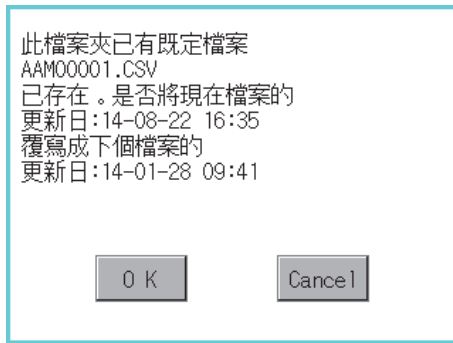 此檔案夾已有既定檔案
AAM00001.CSV
已存在。是否將現在檔案的
更新日:14-08-22 16:35
覆寫成下個檔案的
更新日:14-01-28 09:41
OK
Cancel